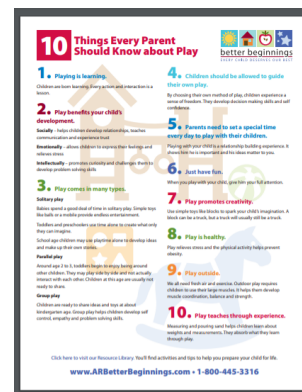 10 Things Every Parent
Should Know about Play
better beginnings
EVERY CHILD DESERVES OUR BEST
1. Playing is learning.
Children are born learning. Every action and interaction is a
lesson.
2. Play benefits your child's
development.
Socially – helps children develop relationships, teaches
communication and experience trust
Emotionally – allows children to express their feelings and
relieves stress
Intellectually – promotes curiosity and challenges them to
develop problem solving skills
3. Play comes in many types.
Solitary play
Babies spend a good deal of time in solitary play. Simple toys
like balls or a mobile provide endless entertainment.
Toddlers and preschoolers use time alone to create what only
they can imagine.
School age children may use playtime alone to develop ideas
and make up their own stories.
Parallel play
Around age 2 to 3, toddlers begin to enjoy being around
other children. They may play side by side and not actually
interact with each other. Children at this age are usually not
ready to share.
Group play
Children are ready to share ideas and toys at about
kindergarten age. Group play helps children develop self
control, empathy and problem solving skills.
4. Children should be allowed to guide
their own play.
By choosing their own method of play, children experience a
sense of freedom. They develop decision making skills and self
confidence.
5. Parents need to set a special time
every day to play with their children.
Playing with your child is a relationship building experience. It
shows him he is important and his ideas matter to you.
6. Just have fun.
When you play with your child, give him your full attention.
7. Play promotes creativity.
Use simple toys like blocks to spark your child's imagination. A
block can be a truck, but a truck will usually still be a truck.
8. Play is healthy.
Play relieves stress and the physical activity helps prevent
obesity.
9. Play outside.
We all need fresh air and exercise. Outdoor play requires
children to use their large muscles. It helps them develop
muscle coordination, balance and strength.
10. Play teaches through experience.
Measuring and pouring sand helps children learn about
weights and measurements. They absorb what they learn
through play.
Click here to visit our Resource Library. You'll find activities and tips to help you prepare your child for life.
www.ARBetterBeginnings.com • 1-800-445-3316